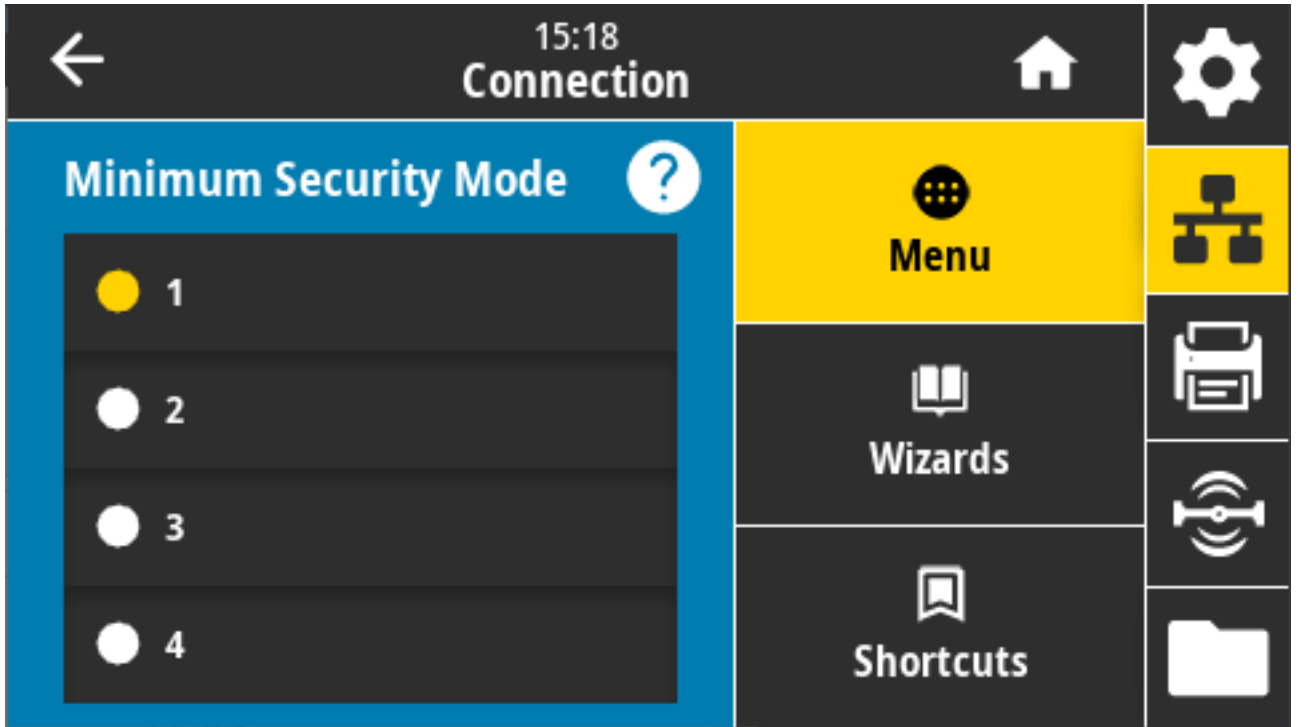 15:18
Connection
Minimum Security Mode
?
1
2
3
4
Menu
Wizards
Shortcuts